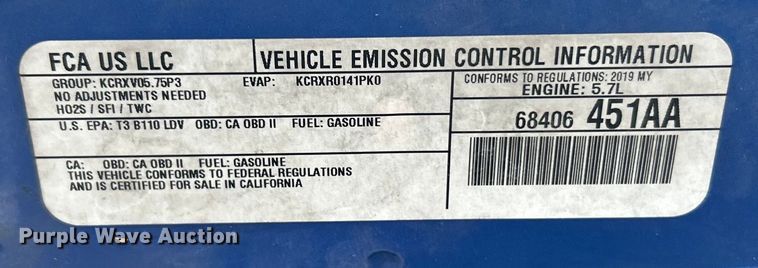 FCA US LLC
VEHICLE EMISSION CONTROL INFORMATION
GROUP: KCRXV05.75P3 EVAP: KCRXR0141PK0
NO ADJUSTMENTS NEEDED
HO2S / SFI / TWC
CONFORMS TO REGULATIONS: 2019 MY
ENGINE: 5.7L
U.S. EPA: T3 B110 LDV OBD: CA OBD II FUEL: GASOLINE
68406 451AA
CA: OBD: CA OBD II FUEL: GASOLINE
THIS VEHICLE CONFORMS TO FEDERAL REGULATIONS
AND IS CERTIFIED FOR SALE IN CALIFORNIA
Purple Wave Auction